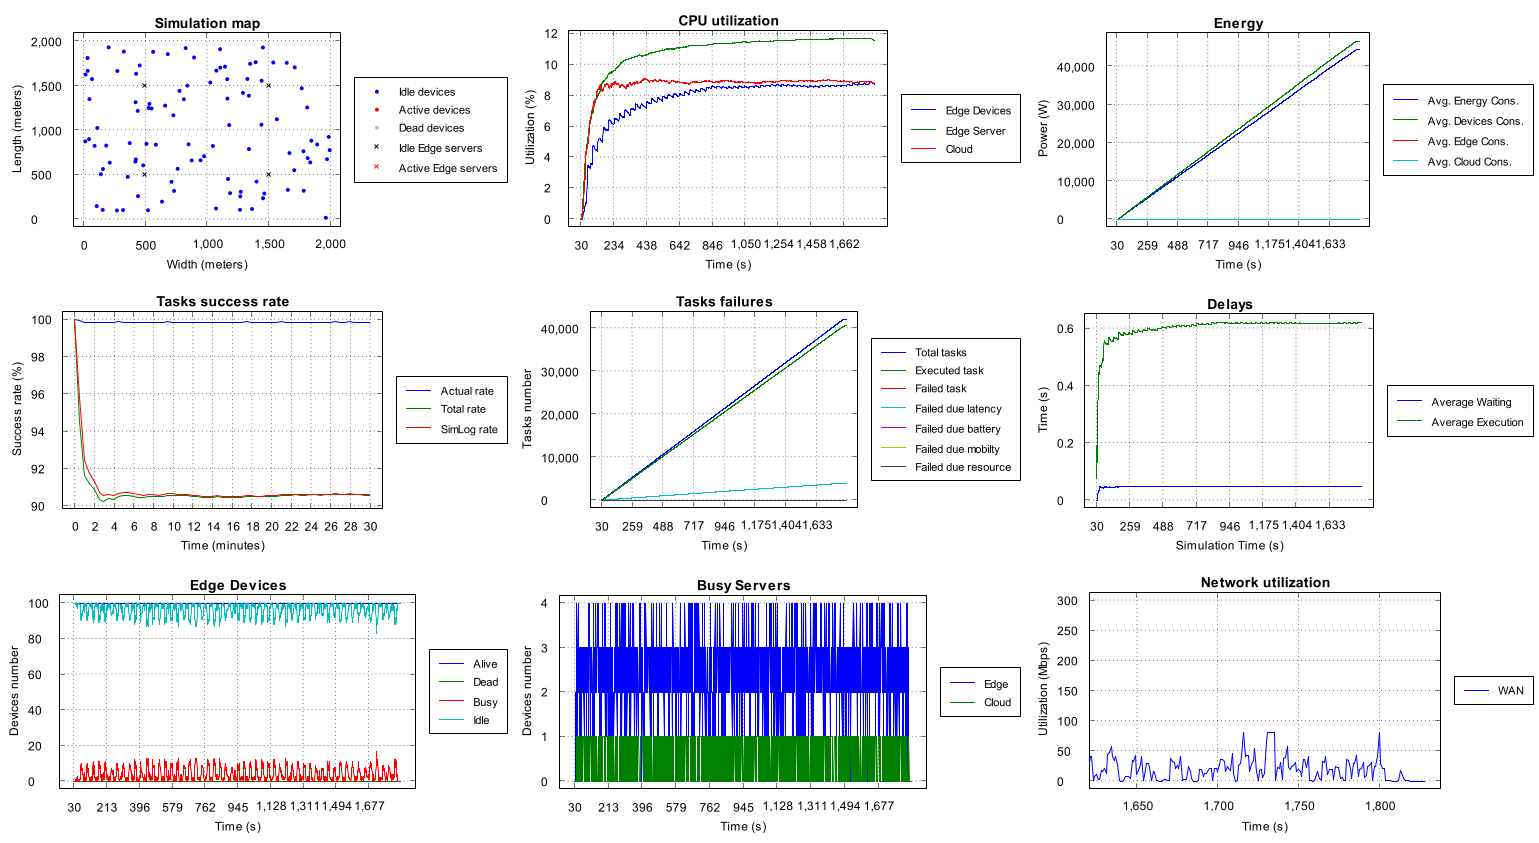 Simulation map
Length (meters)
2,000
1,500
1,000
500
0
0 500 1,000 1,500 2,000
Width (meters)
Idle devices
Active devices
Dead devices
Idle Edge servers
Active Edge servers
CPU utilization
Utilization (%)
12
10
8
6
4
2
0
30 234 438 642 846 1,050 1,254 1,458 1,662
Time (s)
Edge Devices
Edge Server
Cloud
Energy
Power (W)
40,000
30,000
20,000
10,000
0
30 259 488 717 946 1,175 1,404 1,633
Time (s)
Avg. Energy Cons.
Avg. Devices Cons.
Avg. Edge Cons.
Avg. Cloud Cons.
Tasks success rate
Success rate (%)
100
98
96
94
92
90
0 2 4 6 8 10 12 14 16 18 20 22 24 26 28 30
Time (minutes)
Actual rate
Total rate
SimLog rate
Tasks failures
Tasks number
40,000
30,000
20,000
10,000
0
30 259 488 717 946 1,175 1,404 1,633
Time (s)
Total tasks
Executed task
Failed task
Failed due latency
Failed due battery
Failed due mobilty
Failed due resource
Delays
Time (s)
0.6
0.4
0.2
0
30 259 488 717 946 1,175 1,404 1,633
Simulation Time (s)
Average Waiting
Average Execution
Edge Devices
Devices number
100
80
60
40
20
0
30 213 396 579 762 945 1,128 1,311 1,494 1,677
Time (s)
Alive
Dead
Busy
Idle
Busy Servers
Devices number
4
3
2
1
0
30 213 396 579 762 945 1,128 1,311 1,494 1,677
Time (s)
Edge
Cloud
Network utilization
Utilization (Mbps)
300
250
200
150
100
50
0
1,650 1,700 1,750 1,800
Time (s)
WAN